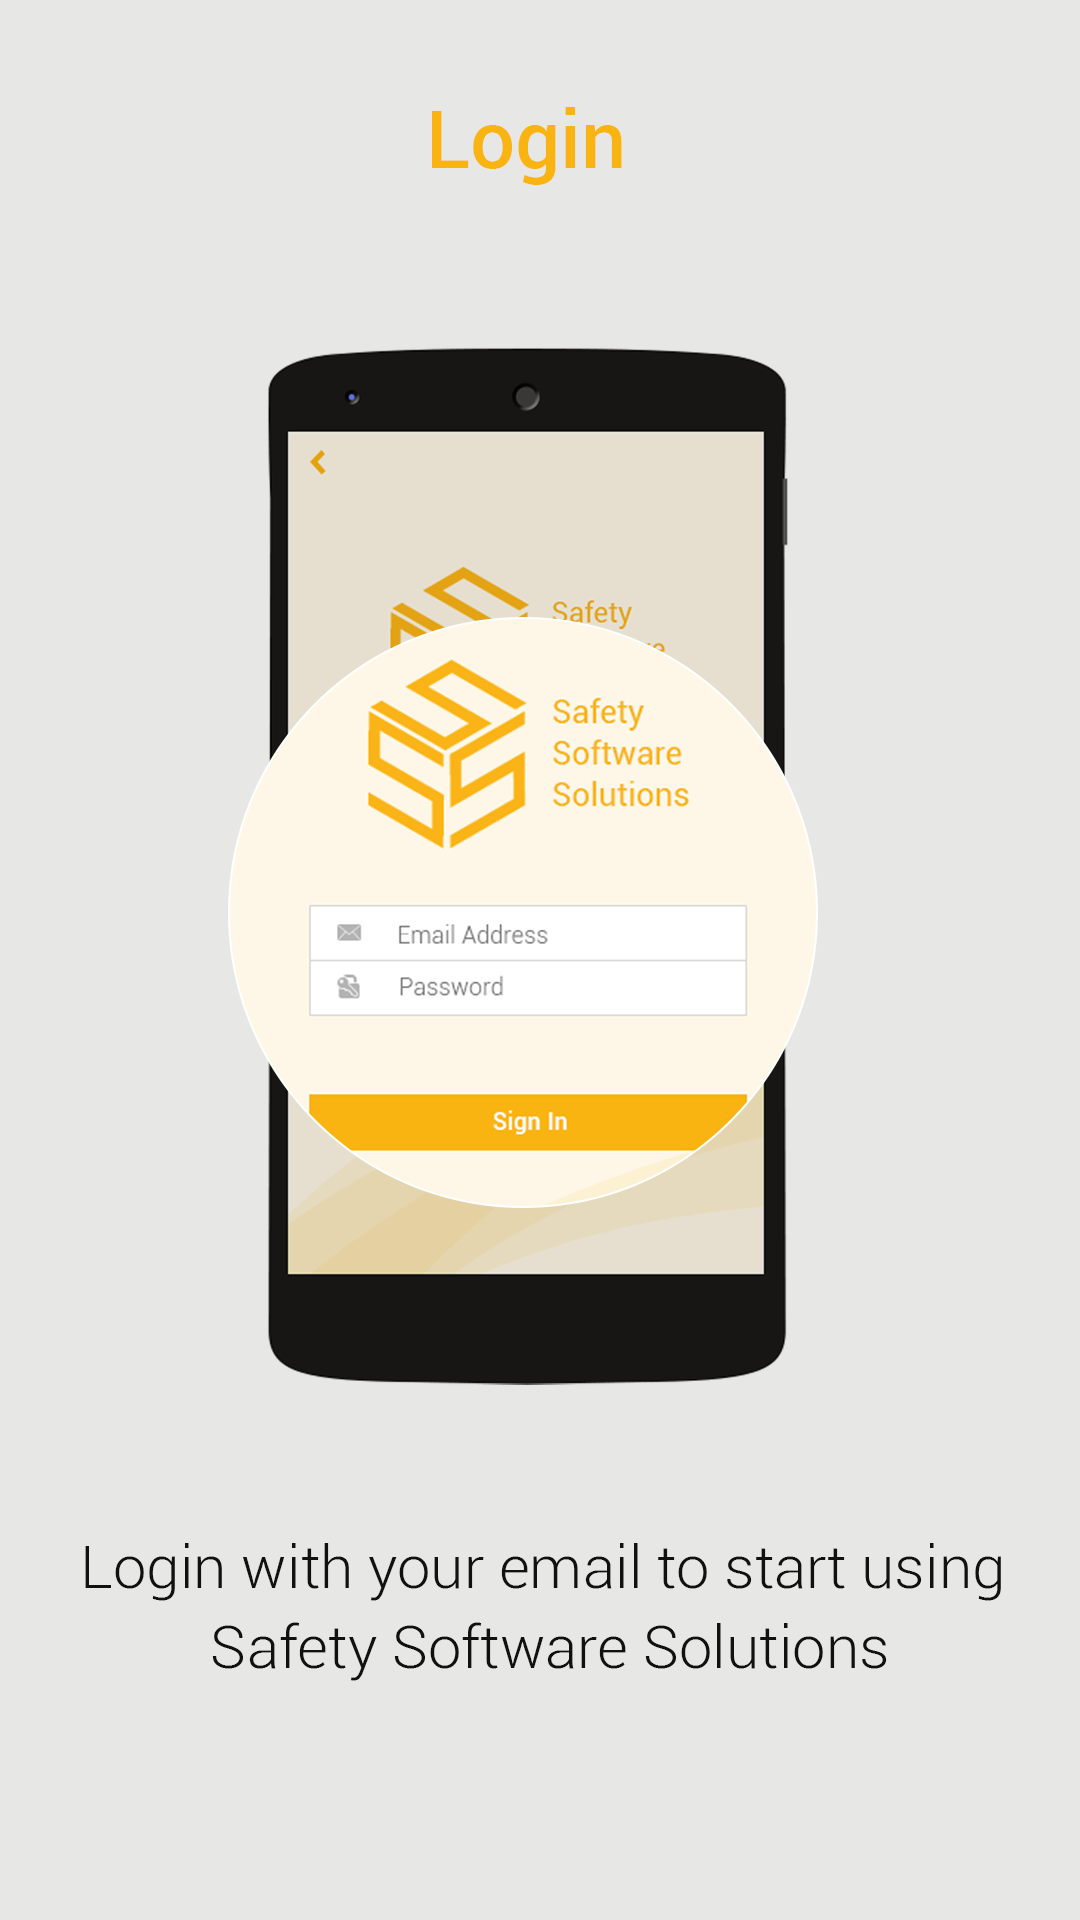 Login
Safety
Safety
Software
Solutions
Email Address
Password
Sign In
Login with your email to start using
Safety Software Solutions